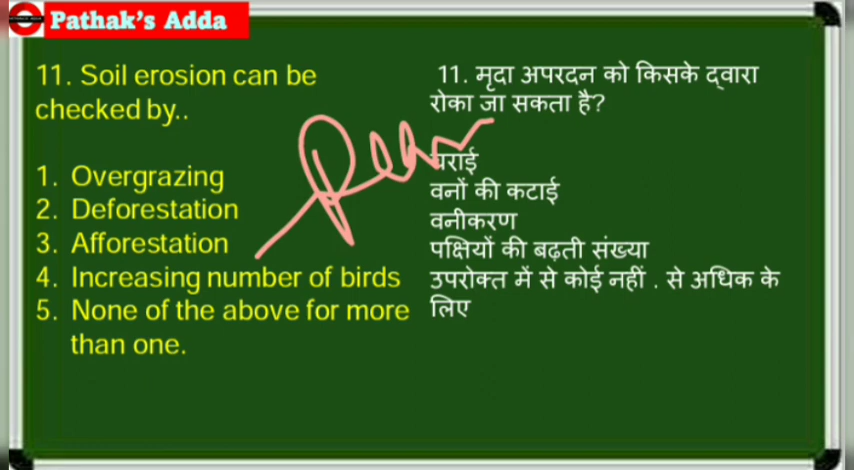 Pathak's Adda
11. Soil erosion can be
checked by..
1. Overgrazing
2. Deforestation
3. Afforestation
4. Increasing number of birds
5. None of the above for more
than one.
11. मृदा अपरदन को किसके द्वारा
रोका जा सकता है?
वनों की कटाई
वनीकरण
पक्षियों की बढ़ती संख्या
उपरोक्त में से कोई नहीं . से अधिक के
लिए